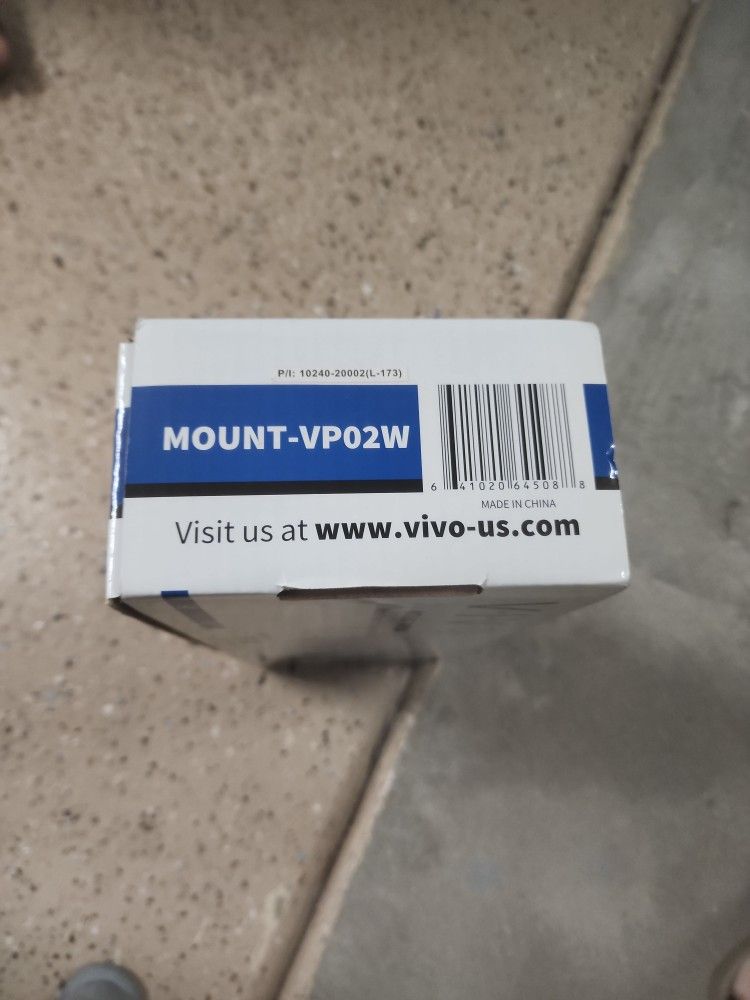 P/I: 10240-20002(L-173)
MOUNT-VP02W
6 41020 64508 8
MADE IN CHINA
Visit us at www.vivo-us.com